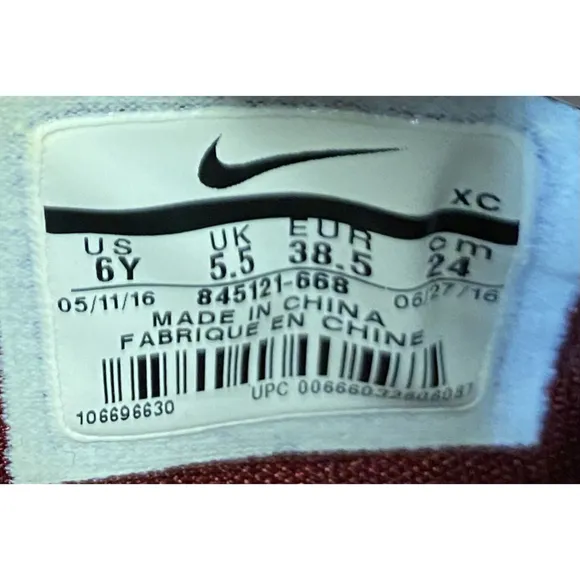 XC
US UK EUR cm
6Y 5.5 38.5 24
05/11/16 845121-668 06/27/16
MADE IN CHINA
FABRIQUE EN CHINE
106696630 UPC